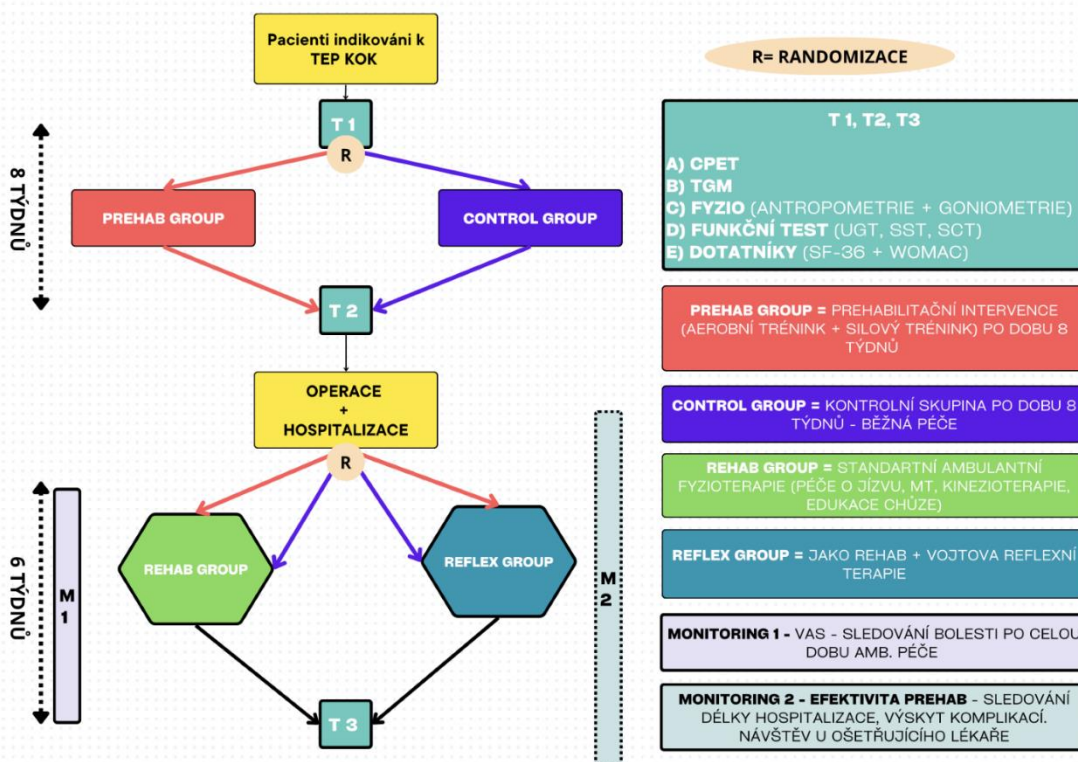 Pacienti indikováni k
TEP KOK
T 1
R
8 TÝDNŮ
PREHAB GROUP
CONTROL GROUP
T 2
OPERACE
+
HOSPITALIZACE
R
6 TÝDNŮ
M
1
REHAB GROUP
REFLEX GROUP
M
2
T 3
R= RANDOMIZACE
T 1, T2, T3
A) CPET
B) TGM
C) FYZIO (ANTROPOMETRIE + GONIOMETRIE)
D) FUNKČNÍ TEST (UGT, SST, SCT)
E) DOTATNÍKY (SF-36 + WOMAC)
PREHAB GROUP = PREHABILITAČNÍ INTERVENCE
(AEROBNÍ TRÉNINK + SILOVÝ TRÉNINK) PO DOBU 8
TÝDNŮ
CONTROL GROUP = KONTROLNÍ SKUPINA PO DOBU 8
TÝDNŮ - BĚŽNÁ PÉČE
REHAB GROUP = STANDARTNÍ AMBULANTNÍ
FYZIOTERAPIE (PÉČE O JÍZVU, MT, KINEZIOTERAPIE,
EDUKACE CHŮZE)
REFLEX GROUP = JAKO REHAB + VOJTOVA REFLEXNÍ
TERAPIE
MONITORING 1 - VAS - SLEDOVÁNÍ BOLESTI PO CELOU
DOBU AMB. PÉČE
MONITORING 2 - EFEKTIVITA PREHAB - SLEDOVÁNÍ
DÉLKY HOSPITALIZACE, VÝSKYT KOMPLIKACÍ.
NÁVŠTĚV U OŠETŘUJÍCÍHO LÉKAŘE